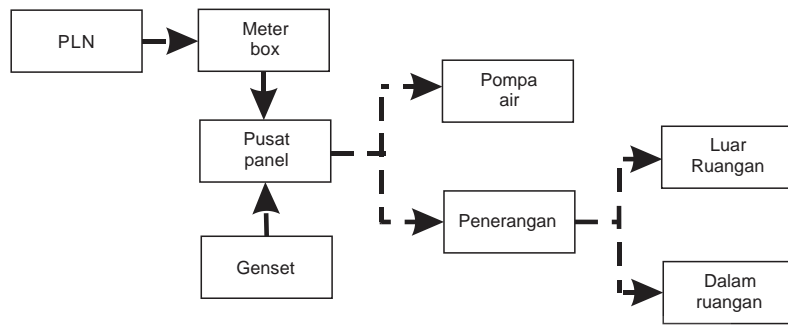 PLN
Meter
box
Pusat
panel
Genset
Pompa
air
Penerangan
Luar
Ruangan
Dalam
ruangan